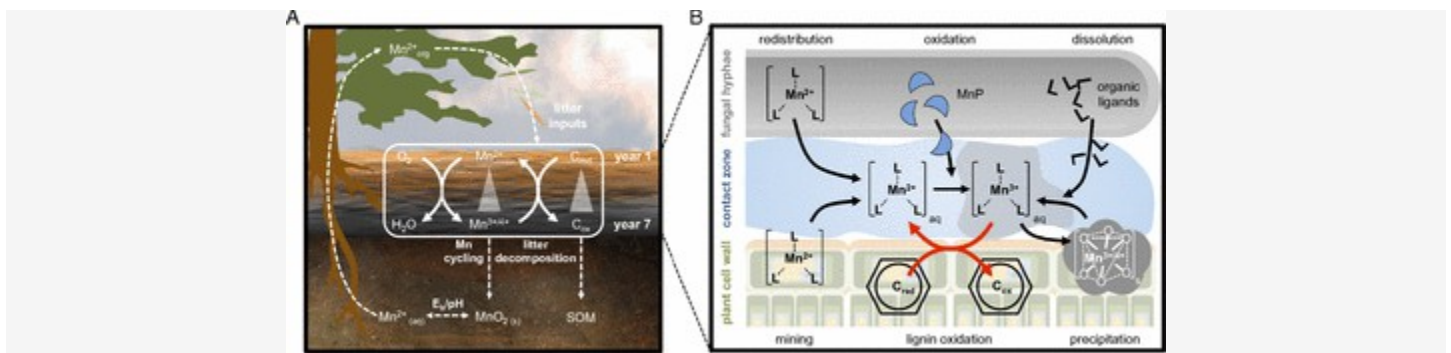 A
Mn2+ aq
litter
inputs
O2 Mn2+ Cred year 1
H2O Mn3+/4+ Cox year 7
Mn litter
cycling decomposition
EH/pH
Mn2+ (aq) MnO2 (s) SOM
B
redistribution oxidation dissolution
fungal hyphae
L
Mn2+
L L
MnP
organic
ligands
contact zone
L
Mn2+
L L
aq
L
Mn3+
L L
aq
plant cell wall
L
Mn2+
L L
Cred Cox
Mn3+/4+
mining lignin oxidation precipitation